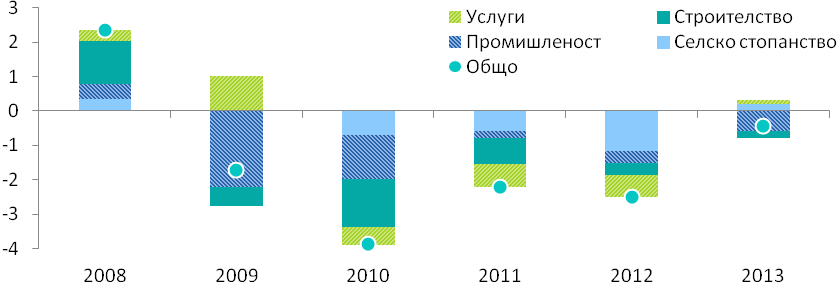 3
2
1
0
-1
-2
-3
-4
Услуги
Строителство
Промишленост
Селско стопанство
Общо
2008 2009 2010 2011 2012 2013